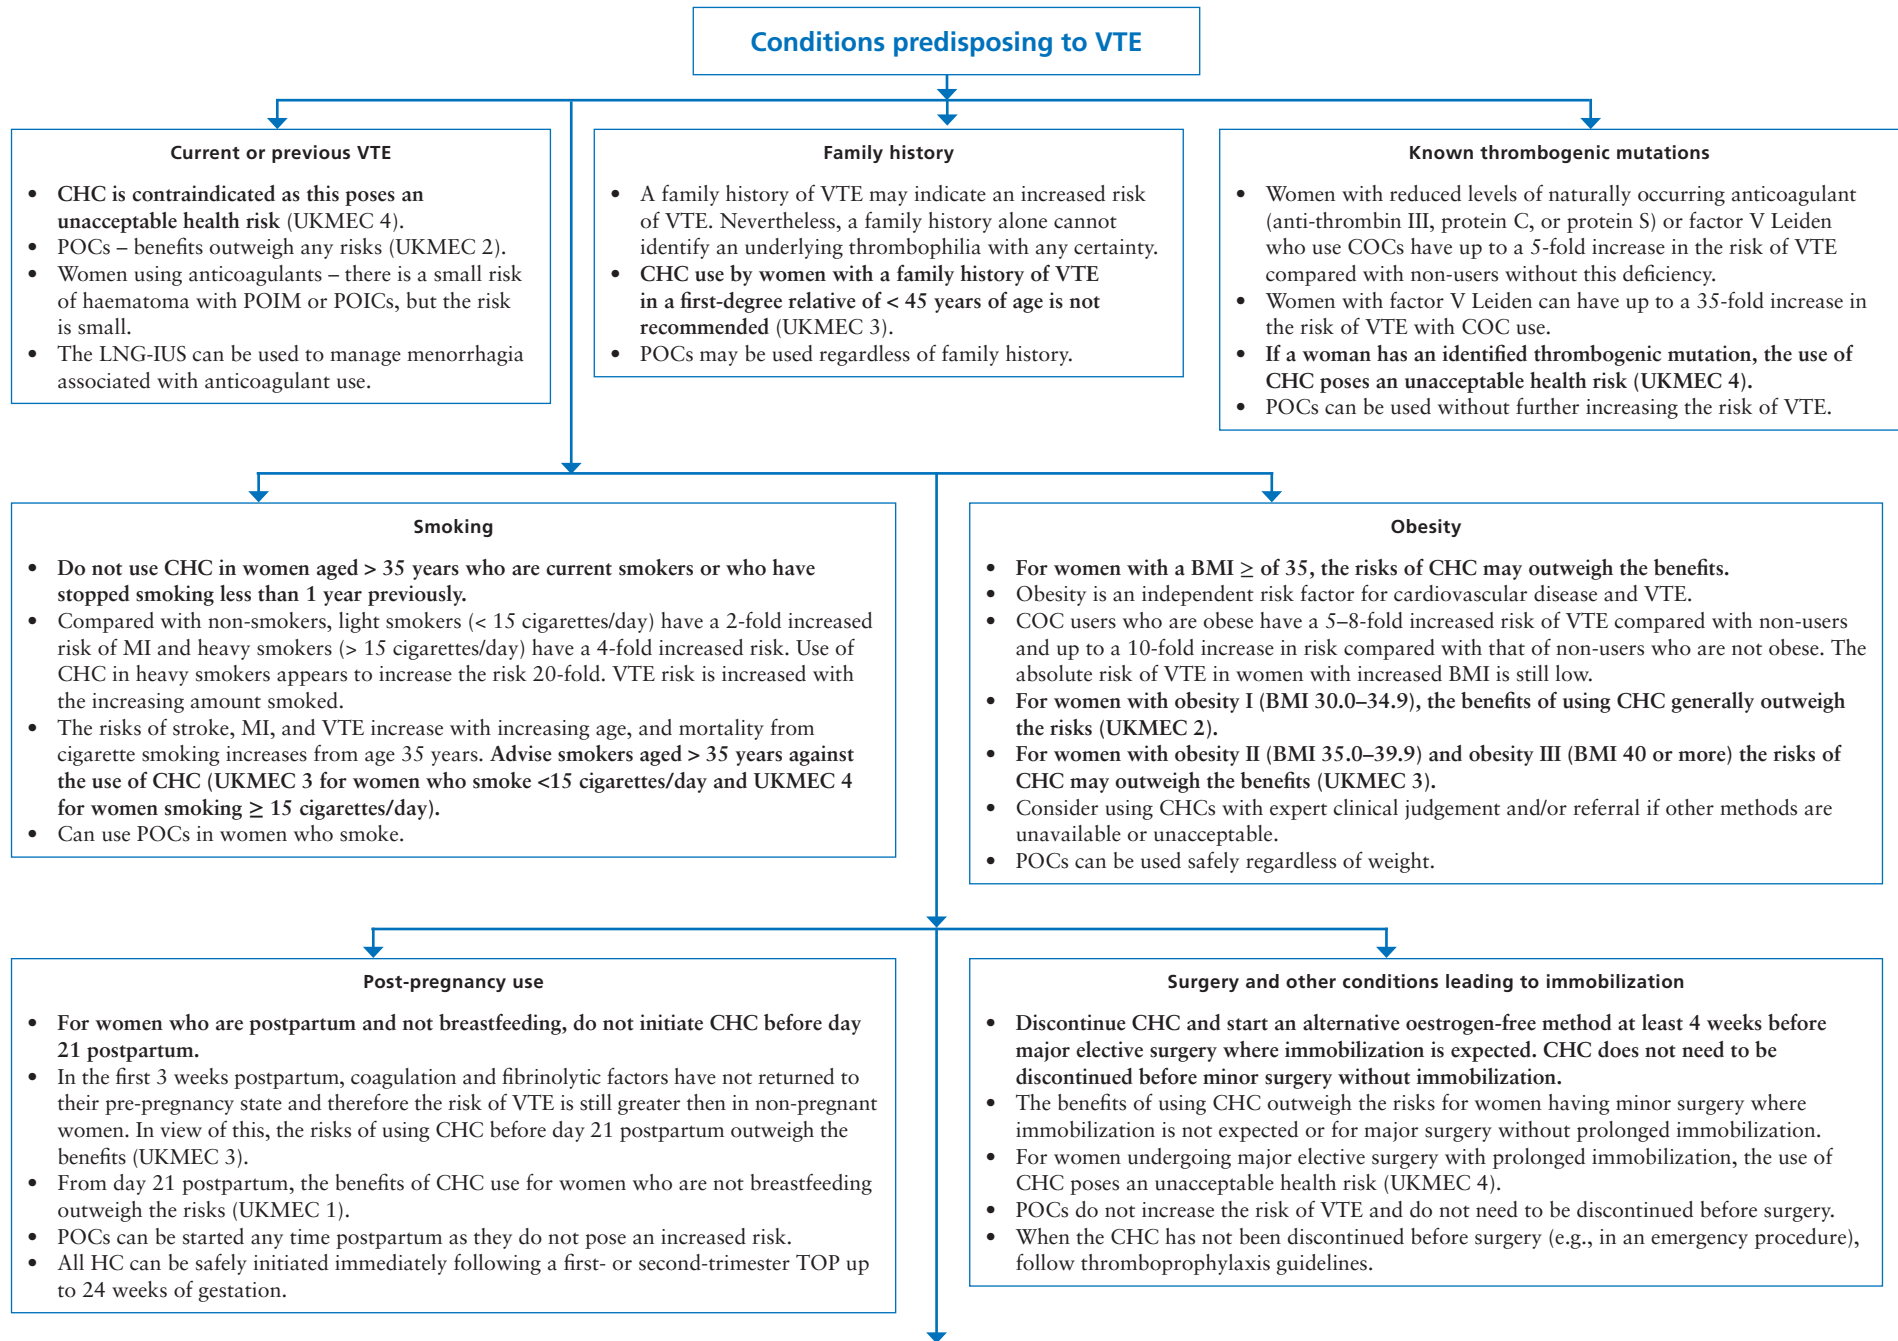 Conditions predisposing to VTE
Current or previous VTE
• CHC is contraindicated as this poses an
unacceptable health risk (UKMEC 4).
• POCs – benefits outweigh any risks (UKMEC 2).
• Women using anticoagulants – there is a small risk
of haematoma with POIM or POICs, but the risk
is small.
• The LNG-IUS can be used to manage menorrhagia
associated with anticoagulant use.
Family history
• A family history of VTE may indicate an increased risk
of VTE. Nevertheless, a family history alone cannot
identify an underlying thrombophilia with any certainty.
• CHC use by women with a family history of VTE
in a first-degree relative of < 45 years of age is not
recommended (UKMEC 3).
• POCs may be used regardless of family history.
Known thrombogenic mutations
• Women with reduced levels of naturally occurring anticoagulant
(anti-thrombin III, protein C, or protein S) or factor V Leiden
who use COCs have up to a 5-fold increase in the risk of VTE
compared with non-users without this deficiency.
• Women with factor V Leiden can have up to a 35-fold increase in
the risk of VTE with COC use.
• If a woman has an identified thrombogenic mutation, the use of
CHC poses an unacceptable health risk (UKMEC 4).
• POCs can be used without further increasing the risk of VTE.
Smoking
• Do not use CHC in women aged > 35 years who are current smokers or who have
stopped smoking less than 1 year previously.
• Compared with non-smokers, light smokers (< 15 cigarettes/day) have a 2-fold increased
risk of MI and heavy smokers (> 15 cigarettes/day) have a 4-fold increased risk. Use of
CHC in heavy smokers appears to increase the risk 20-fold. VTE risk is increased with
the increasing amount smoked.
• The risks of stroke, MI, and VTE increase with increasing age, and mortality from
cigarette smoking increases from age 35 years. Advise smokers aged > 35 years against
the use of CHC (UKMEC 3 for women who smoke <15 cigarettes/day and UKMEC 4
for women smoking ≥ 15 cigarettes/day).
• Can use POCs in women who smoke.
Obesity
• For women with a BMI ≥ of 35, the risks of CHC may outweigh the benefits.
• Obesity is an independent risk factor for cardiovascular disease and VTE.
• COC users who are obese have a 5–8-fold increased risk of VTE compared with non-users
and up to a 10-fold increase in risk compared with that of non-users who are not obese. The
absolute risk of VTE in women with increased BMI is still low.
• For women with obesity I (BMI 30.0–34.9), the benefits of using CHC generally outweigh
the risks (UKMEC 2).
• For women with obesity II (BMI 35.0–39.9) and obesity III (BMI 40 or more) the risks of
CHC may outweigh the benefits (UKMEC 3).
• Consider using CHCs with expert clinical judgement and/or referral if other methods are
unavailable or unacceptable.
• POCs can be used safely regardless of weight.
Post-pregnancy use
• For women who are postpartum and not breastfeeding, do not initiate CHC before day
21 postpartum.
• In the first 3 weeks postpartum, coagulation and fibrinolytic factors have not returned to
their pre-pregnancy state and therefore the risk of VTE is still greater then in non-pregnant
women. In view of this, the risks of using CHC before day 21 postpartum outweigh the
benefits (UKMEC 3).
• From day 21 postpartum, the benefits of CHC use for women who are not breastfeeding
outweigh the risks (UKMEC 1).
• POCs can be started any time postpartum as they do not pose an increased risk.
• All HC can be safely initiated immediately following a first- or second-trimester TOP up
to 24 weeks of gestation.
Surgery and other conditions leading to immobilization
• Discontinue CHC and start an alternative oestrogen-free method at least 4 weeks before
major elective surgery where immobilization is expected. CHC does not need to be
discontinued before minor surgery without immobilization.
• The benefits of using CHC outweigh the risks for women having minor surgery where
immobilization is not expected or for major surgery without prolonged immobilization.
• For women undergoing major elective surgery with prolonged immobilization, the use of
CHC poses an unacceptable health risk (UKMEC 4).
• POCs do not increase the risk of VTE and do not need to be discontinued before surgery.
• When the CHC has not been discontinued before surgery (e.g., in an emergency procedure),
follow thromboprophylaxis guidelines.